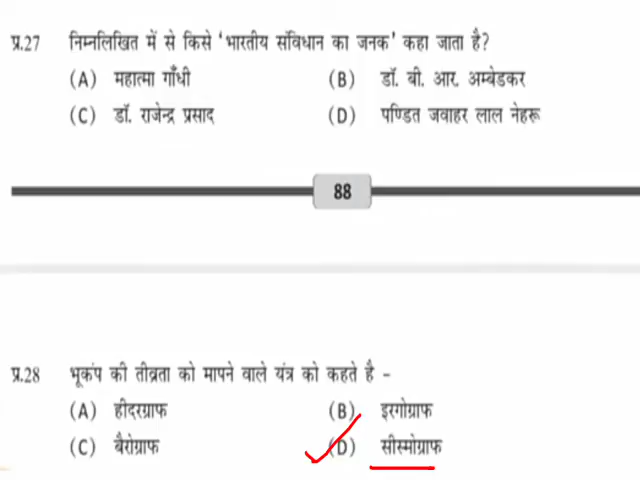 प्र.27 निम्नलिखित में से किसे 'भारतीय संविधान का जनक' कहा जाता है?
(A) महात्मा गाँधी (B) डॉ. बी. आर. अम्बेडकर
(C) डॉ. राजेन्द्र प्रसाद (D) पण्डित जवाहर लाल नेहरू
88
प्र.28 भूकंप की तीव्रता को मापने वाले यंत्र को कहते है -
(A) हीदरग्राफ (B) इरगोग्राफ
(C) बैरोग्राफ (D) सीस्मोग्राफ